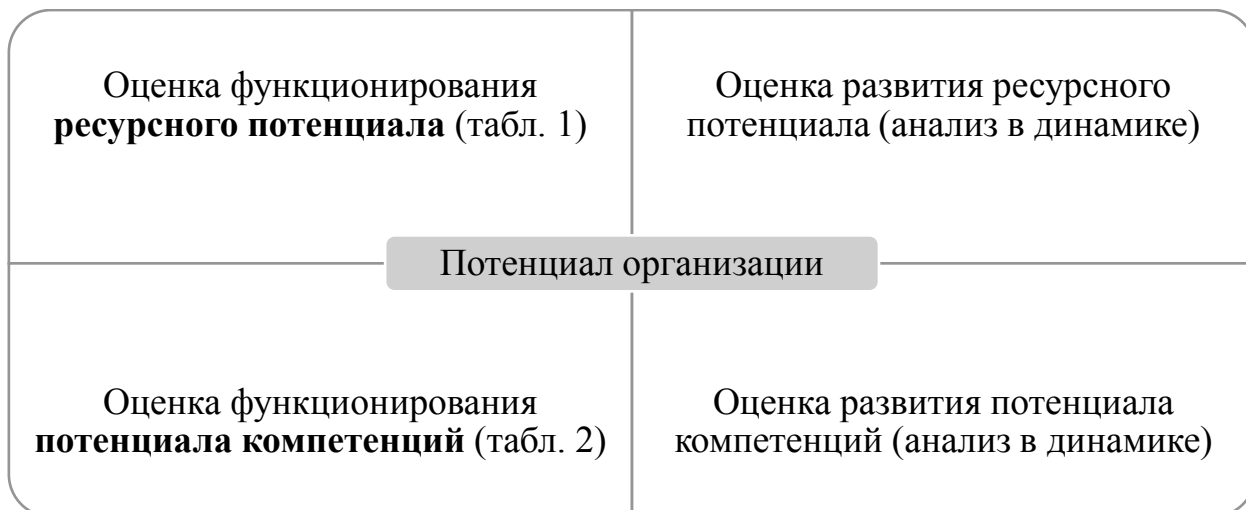 Оценка функционирования
ресурсного потенциала (табл. 1)
Оценка развития ресурсного
потенциала (анализ в динамике)
Потенциал организации
Оценка функционирования
потенциала компетенций (табл. 2)
Оценка развития потенциала
компетенций (анализ в динамике)